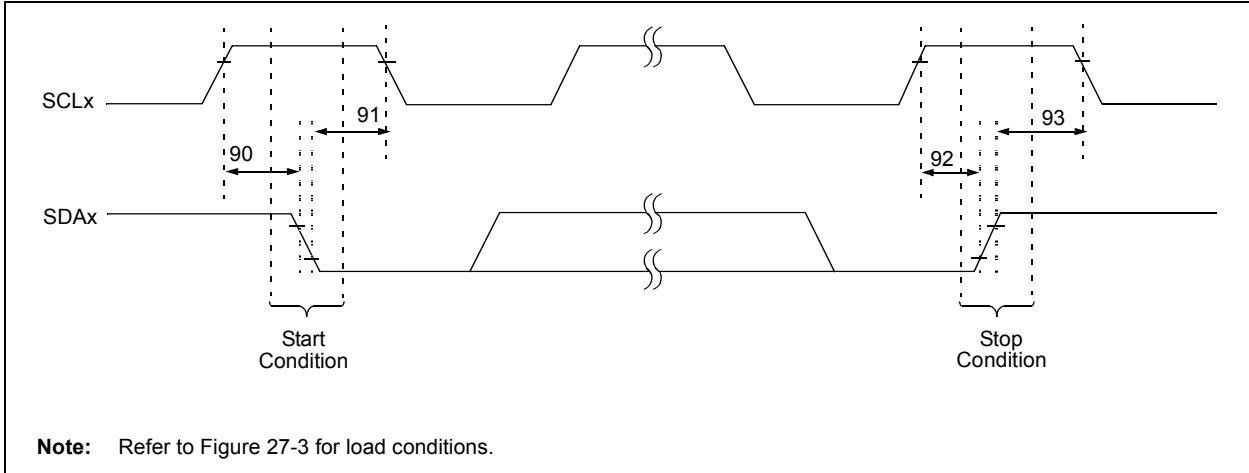 SCLx
91
93
90
92
SDAx
Start
Condition
Stop
Condition
Note: Refer to Figure 27-3 for load conditions.